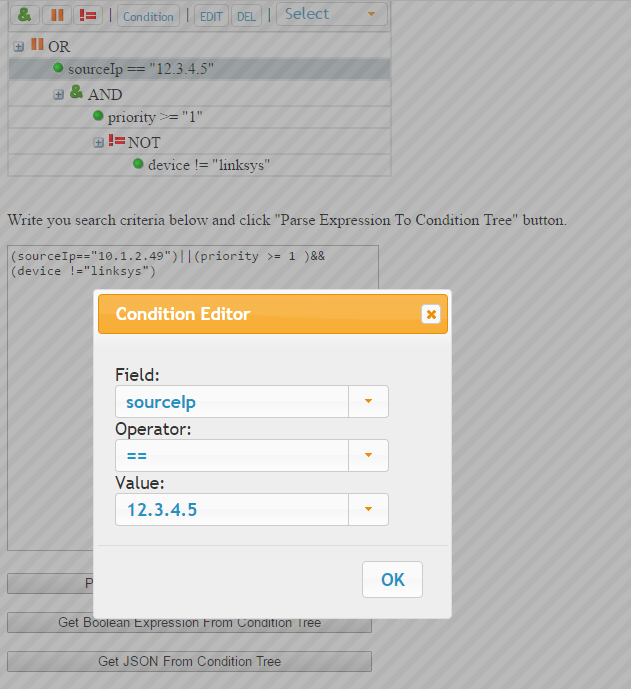 Condition EDIT DEL Select
OR
sourceIp == "12.3.4.5"
AND
priority >= "1"
NOT
device != "linksys"
Write you search criteria below and click "Parse Expression To Condition Tree" button.
(sourceIp=="10.1.2.49")||(priority >= 1 )&&
(device !="linksys")
Condition Editor
Field:
sourceIp
Operator:
==
Value:
12.3.4.5
OK
P
Get Boolean Expression From Condition Tree
Get JSON From Condition Tree